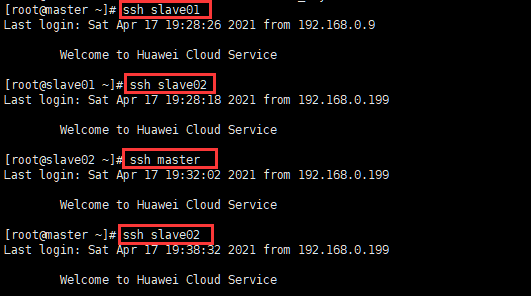 [root@master ~]# ssh slave01
Last login: Sat Apr 17 19:28:26 2021 from 192.168.0.9
Welcome to Huawei Cloud Service
[root@slave01 ~]# ssh slave02
Last login: Sat Apr 17 19:28:18 2021 from 192.168.0.199
Welcome to Huawei Cloud Service
[root@slave02 ~]# ssh master
Last login: Sat Apr 17 19:32:02 2021 from 192.168.0.199
Welcome to Huawei Cloud Service
[root@master ~]# ssh slave02
Last login: Sat Apr 17 19:38:32 2021 from 192.168.0.199
Welcome to Huawei Cloud Service